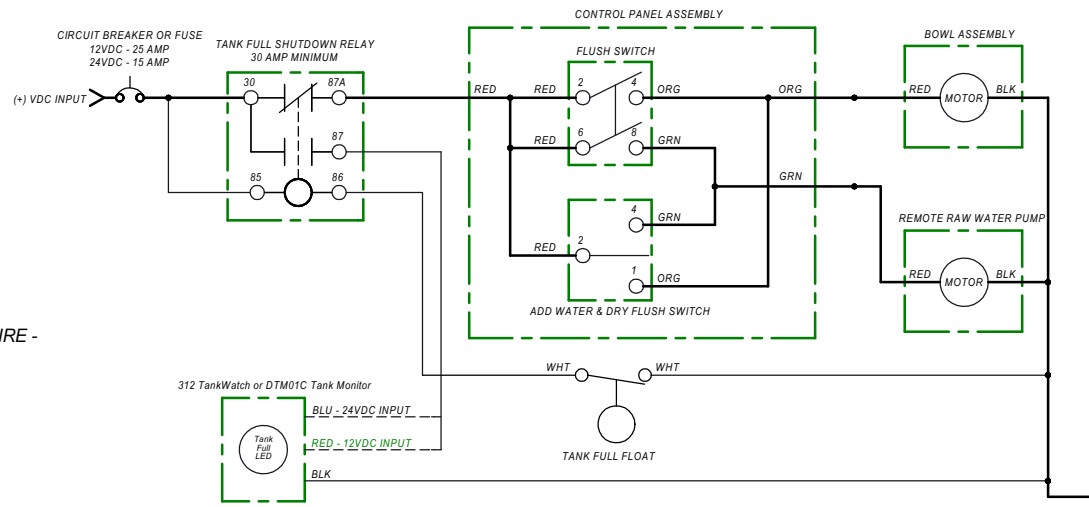 CONTROL PANEL ASSEMBLY
CIRCUIT BREAKER OR FUSE
12VDC - 25 AMP
24VDC - 15 AMP
TANK FULL SHUTDOWN RELAY
30 AMP MINIMUM
FLUSH SWITCH
BOWL ASSEMBLY
(+) VDC INPUT
30
87A
RED
RED
2
4
ORG
ORG
RED
MOTOR
BLK
87
RED
6
8
GRN
85
86
GRN
4
GRN
REMOTE RAW WATER PUMP
RED
2
1
ORG
RED
MOTOR
BLK
ADD WATER & DRY FLUSH SWITCH
IRE -
WHT
WHT
312 TankWatch or DTM01C Tank Monitor
BLU - 24VDC INPUT
Tank
Full
LED
RED - 12VDC INPUT
TANK FULL FLOAT
BLK